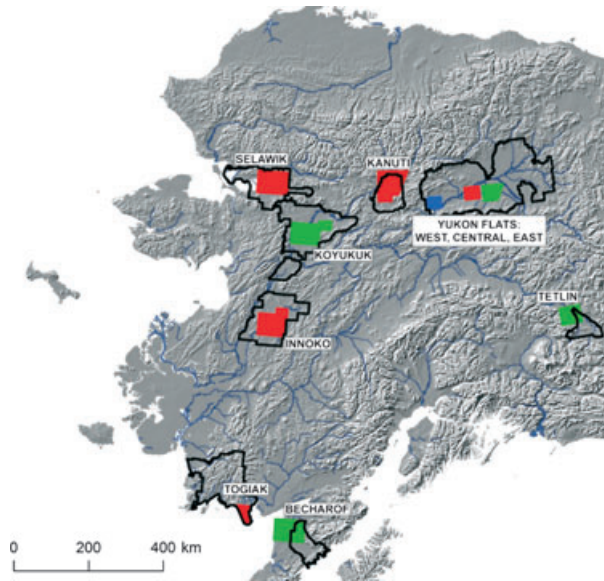 SELAWIK
KANUTI
YUKON FLATS:
WEST, CENTRAL, EAST
KOYUKUK
TETLIN
INNOKO
TOGIAK
BECHAROF
0 200 400 km